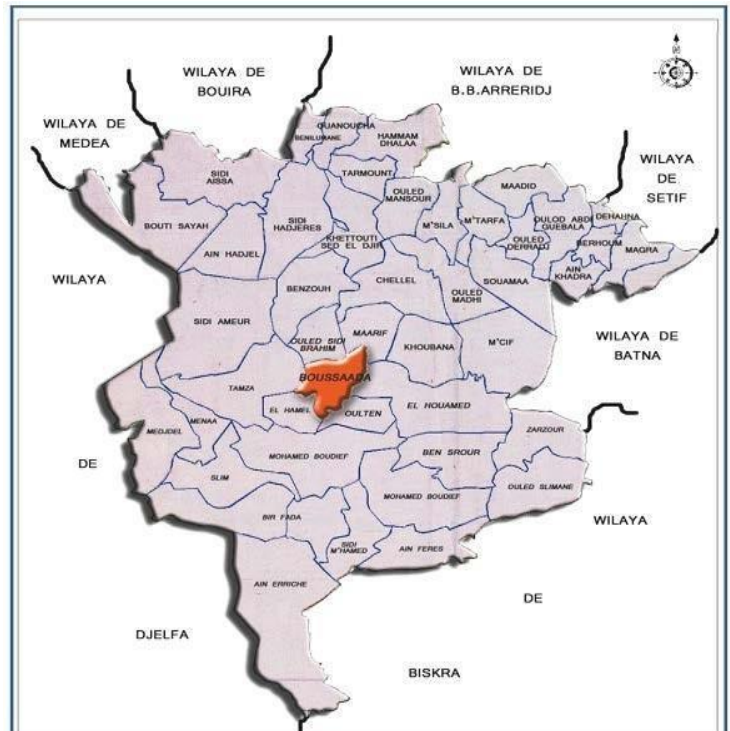 N
WILAYA DE
BOUIRA
WILAYA DE
B.B.ARRERIDJ
WILAYA DE
MEDEA
WILAYA
DE
SETIF
OUANOUGHA
BENILUMANE
HAMMAM
DHALAA
SIDI
AISSA
TARMOUNT
OULED
MANSOUR
MAADID
BOUTI SAYAH
SIDI
HADJERES
M'SILA
M'TARFA
OULOD ABDI
GUEBALA
DEHAHNA
AIN HADJEL
KHETTOUTI
SED EL DJIR
OULED
DERRADJ
BERHOUM
MAGRA
WILAYA
BENZOUH
CHELLEL
OULED
MADHI
SOUAMAA
AIN
KHADRA
SIDI AMEUR
OULED SIDI
BRAHIM
MAARIF
KHOUBANA
M'CIF
WILAYA DE
BATNA
BOUSSAADA
TAMZA
EL HAMEL
OULTEN
EL HOUAMED
MEDJDEL
MENAA
ZARZOUR
DE
MOHAMED BOUDIEF
BEN SROUR
SLIM
MOHAMED BOUDIEF
OULED SLIMANE
BIR FADA
SIDI
M'HAMED
AIN FERES
WILAYA
AIN ERRICHE
DE
DJELFA
BISKRA